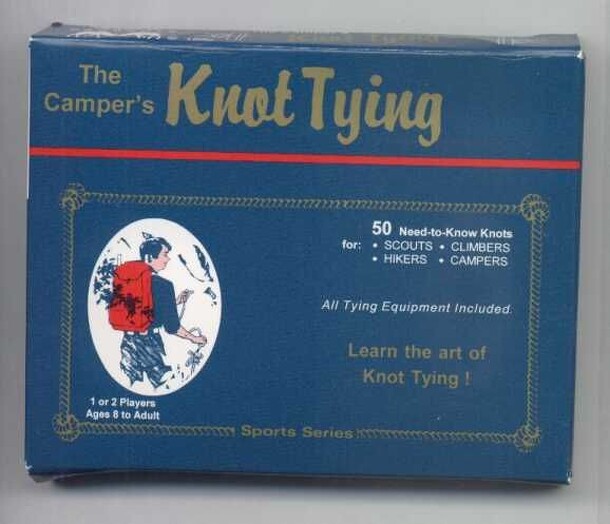 The
Camper's
Knot Tying
50 Need-to-Know Knots
for: • SCOUTS • CLIMBERS
• HIKERS • CAMPERS
All Tying Equipment Included.
Learn the art of
Knot Tying !
1 or 2 Players
Ages 8 to Adult
Sports Series